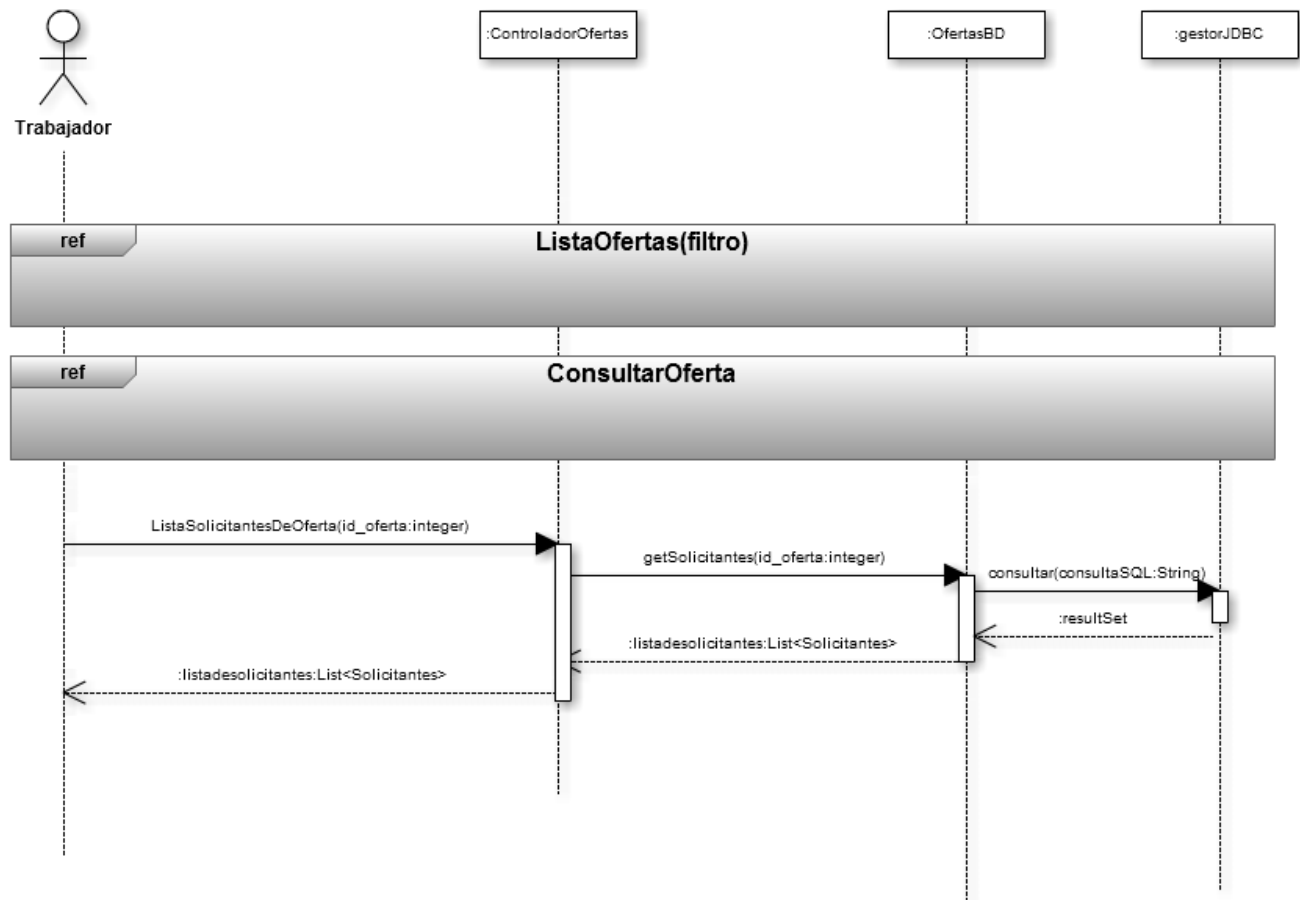 :ControladorOfertas
:OfertasBD
:gestorJDBC
Trabajador
ref
ListaOfertas(filtro)
ref
ConsultarOferta
ListaSolicitantesDeOferta(id_oferta:integer)
getSolicitantes(id_oferta:integer)
consultar(consultaSQL:String)
:resultSet
:listadesolicitantes:List<Solicitantes>
:listadesolicitantes:List<Solicitantes>